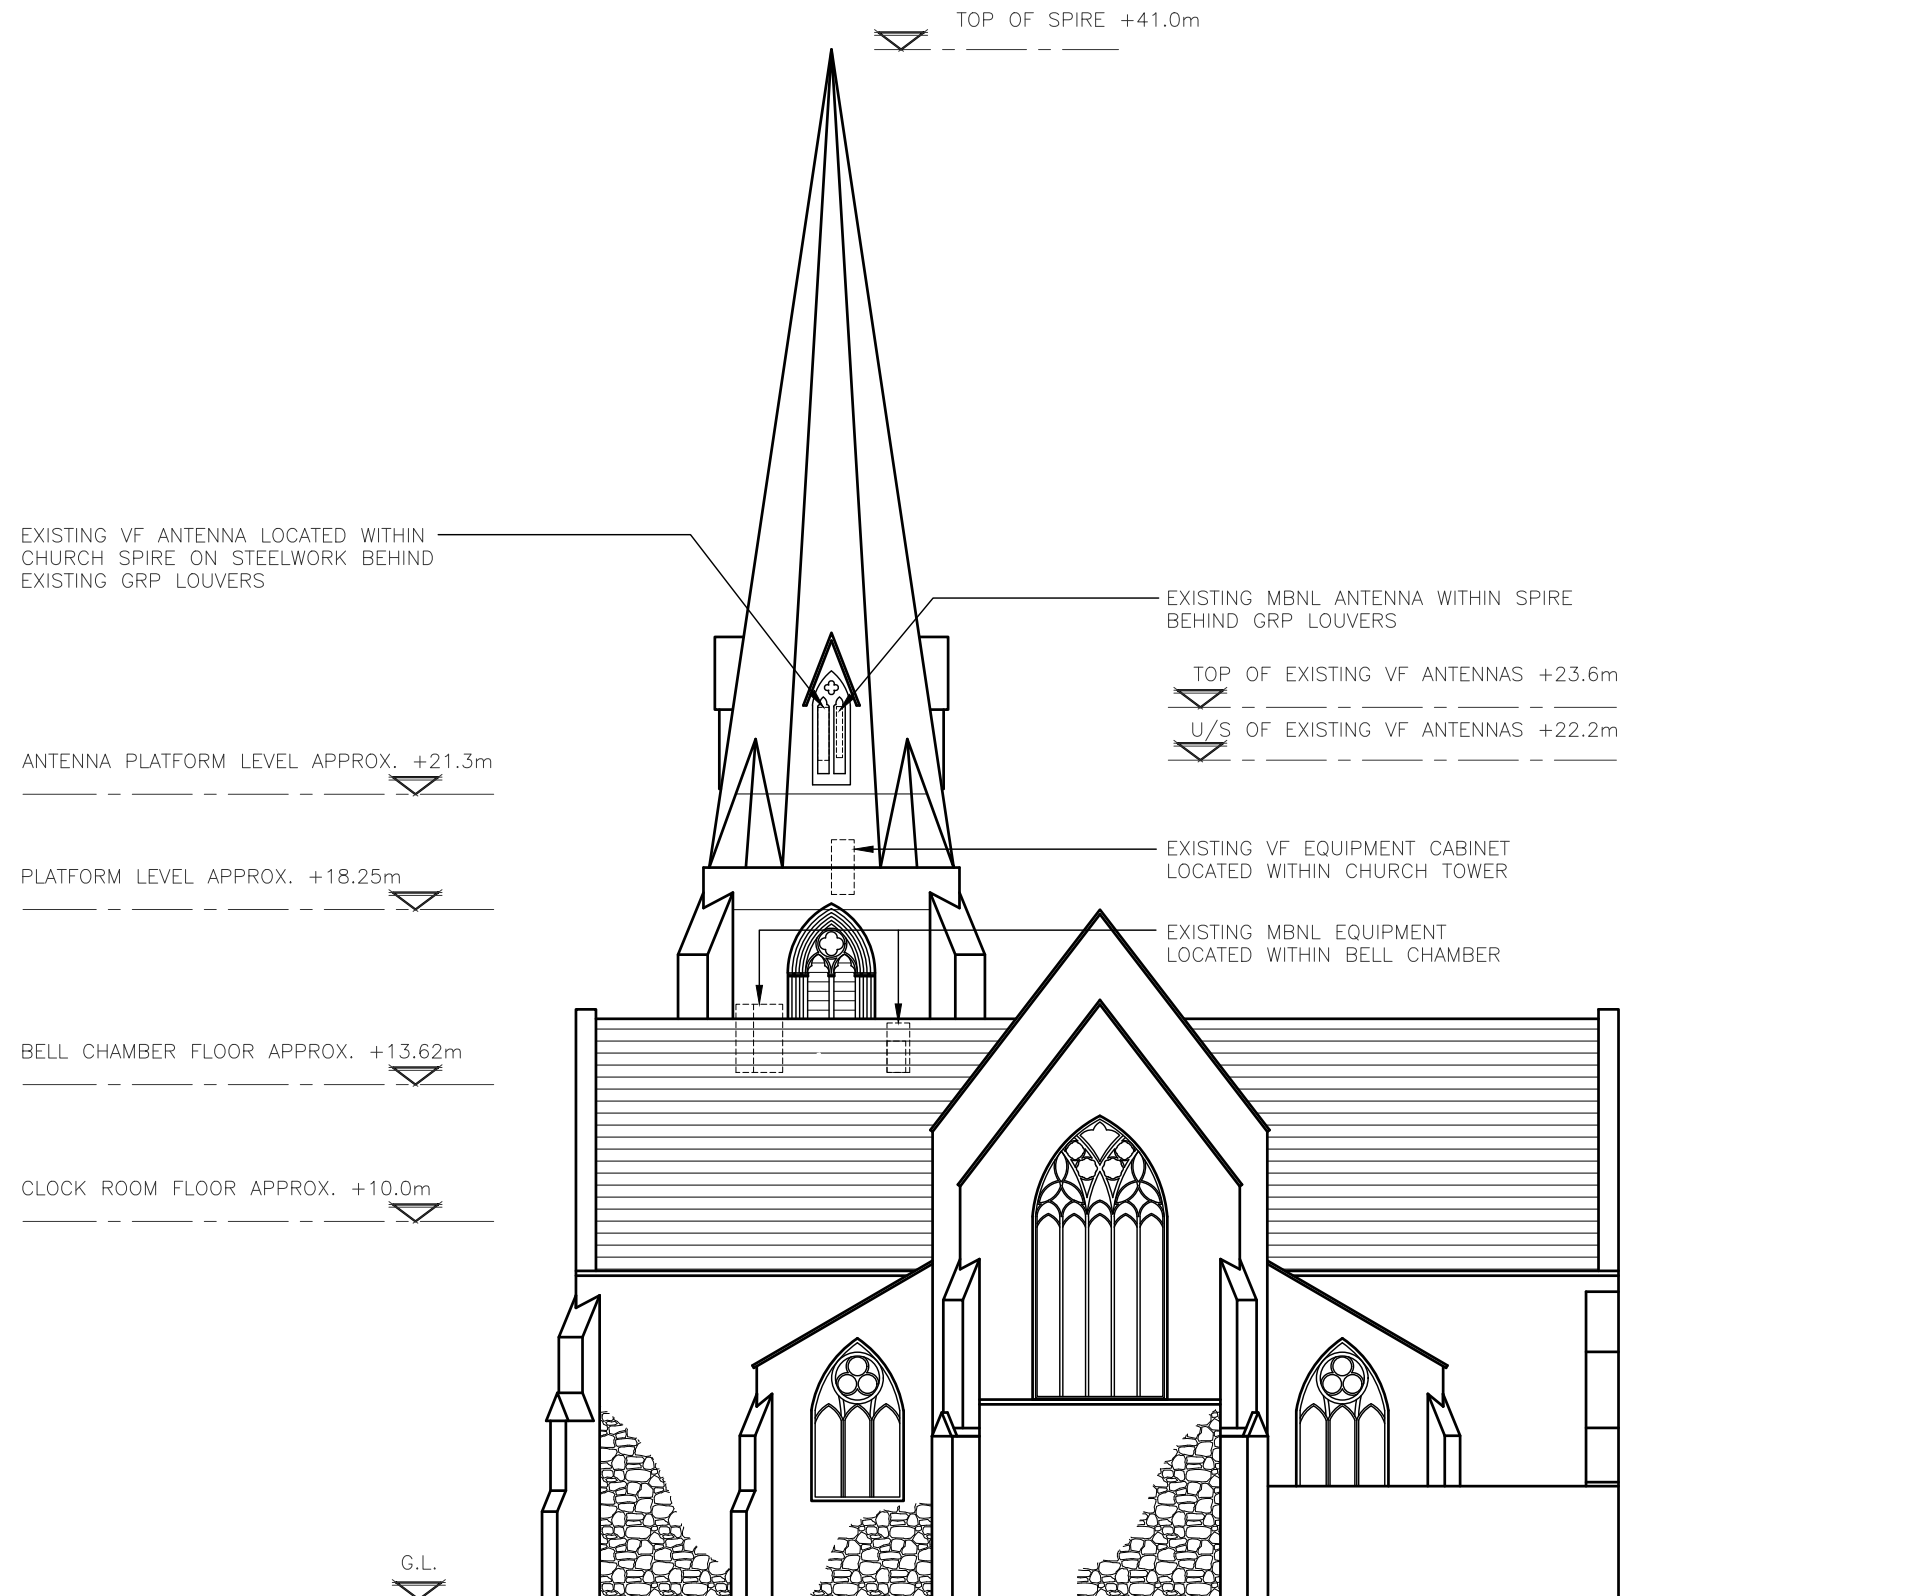 TOP OF SPIRE +41.0m
EXISTING VF ANTENNA LOCATED WITHIN
CHURCH SPIRE ON STEELWORK BEHIND
EXISTING GRP LOUVERS
EXISTING MBNL ANTENNA WITHIN SPIRE
BEHIND GRP LOUVERS
TOP OF EXISTING VF ANTENNAS +23.6m
U/S OF EXISTING VF ANTENNAS +22.2m
ANTENNA PLATFORM LEVEL APPROX. +21.3m
EXISTING VF EQUIPMENT CABINET
LOCATED WITHIN CHURCH TOWER
PLATFORM LEVEL APPROX. +18.25m
EXISTING MBNL EQUIPMENT
LOCATED WITHIN BELL CHAMBER
BELL CHAMBER FLOOR APPROX. +13.62m
CLOCK ROOM FLOOR APPROX. +10.0m
G.L.